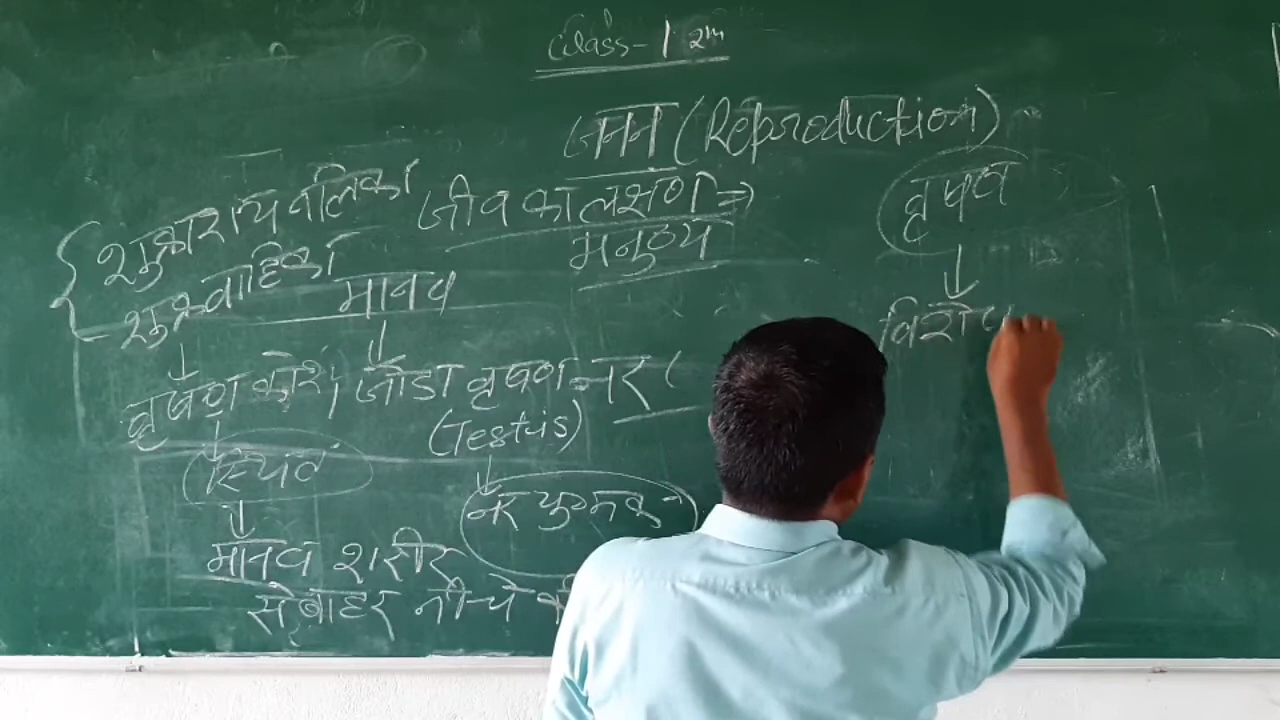 Class - 12th
जनन (Reproduction)
जीव का लक्षण ⇒
मनुष्य
{ शुक्राशय नलिका
शुक्रवाहिका
मानव
↓
वृषण कोश
जोडा वृषण नर (
(Testis)
↓
स्थित
नर युग्मक →
↓
मानव शरीर
से बाहर नीचे की
वृषण
↓
विशेष